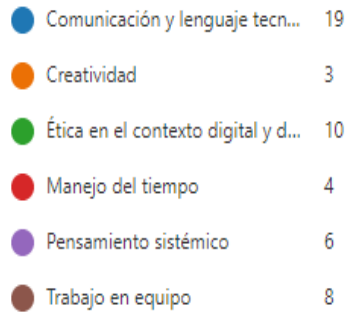 Comunicación y lenguaje tecn... 19
Creatividad 3
Ética en el contexto digital y d... 10
Manejo del tiempo 4
Pensamiento sistémico 6
Trabajo en equipo 8